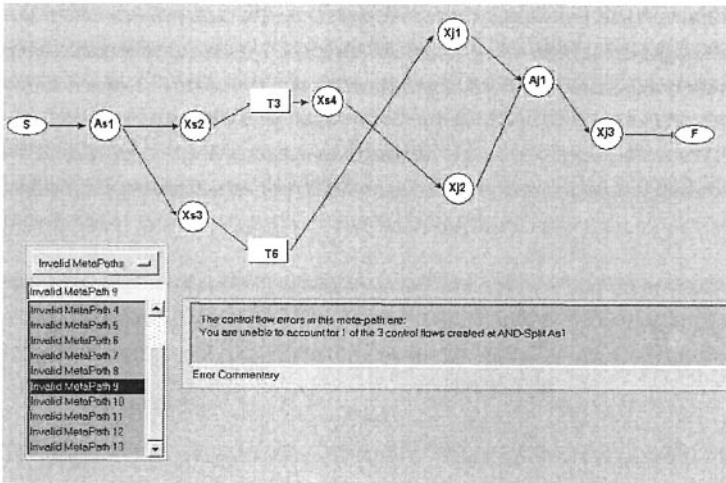 Xj1
Aj1
T3
Xs4
S
As1
Xs2
Xj3
F
Xj2
Xs3
T6
Invalid MetaPaths
Invalid MetaPath 9
Invalid MetaPath 4
Invalid MetaPath 5
Invalid MetaPath 6
Invalid MetaPath 7
Invalid MetaPath 8
Invalid MetaPath 9
Invalid MetaPath 10
Invalid MetaPath 11
Invalid MetaPath 12
Invalid MetaPath 13
The control flow errors in this meta-path are:
You are unable to account for 1 of the 3 control flows created at AND-Split As1
Error Commentary